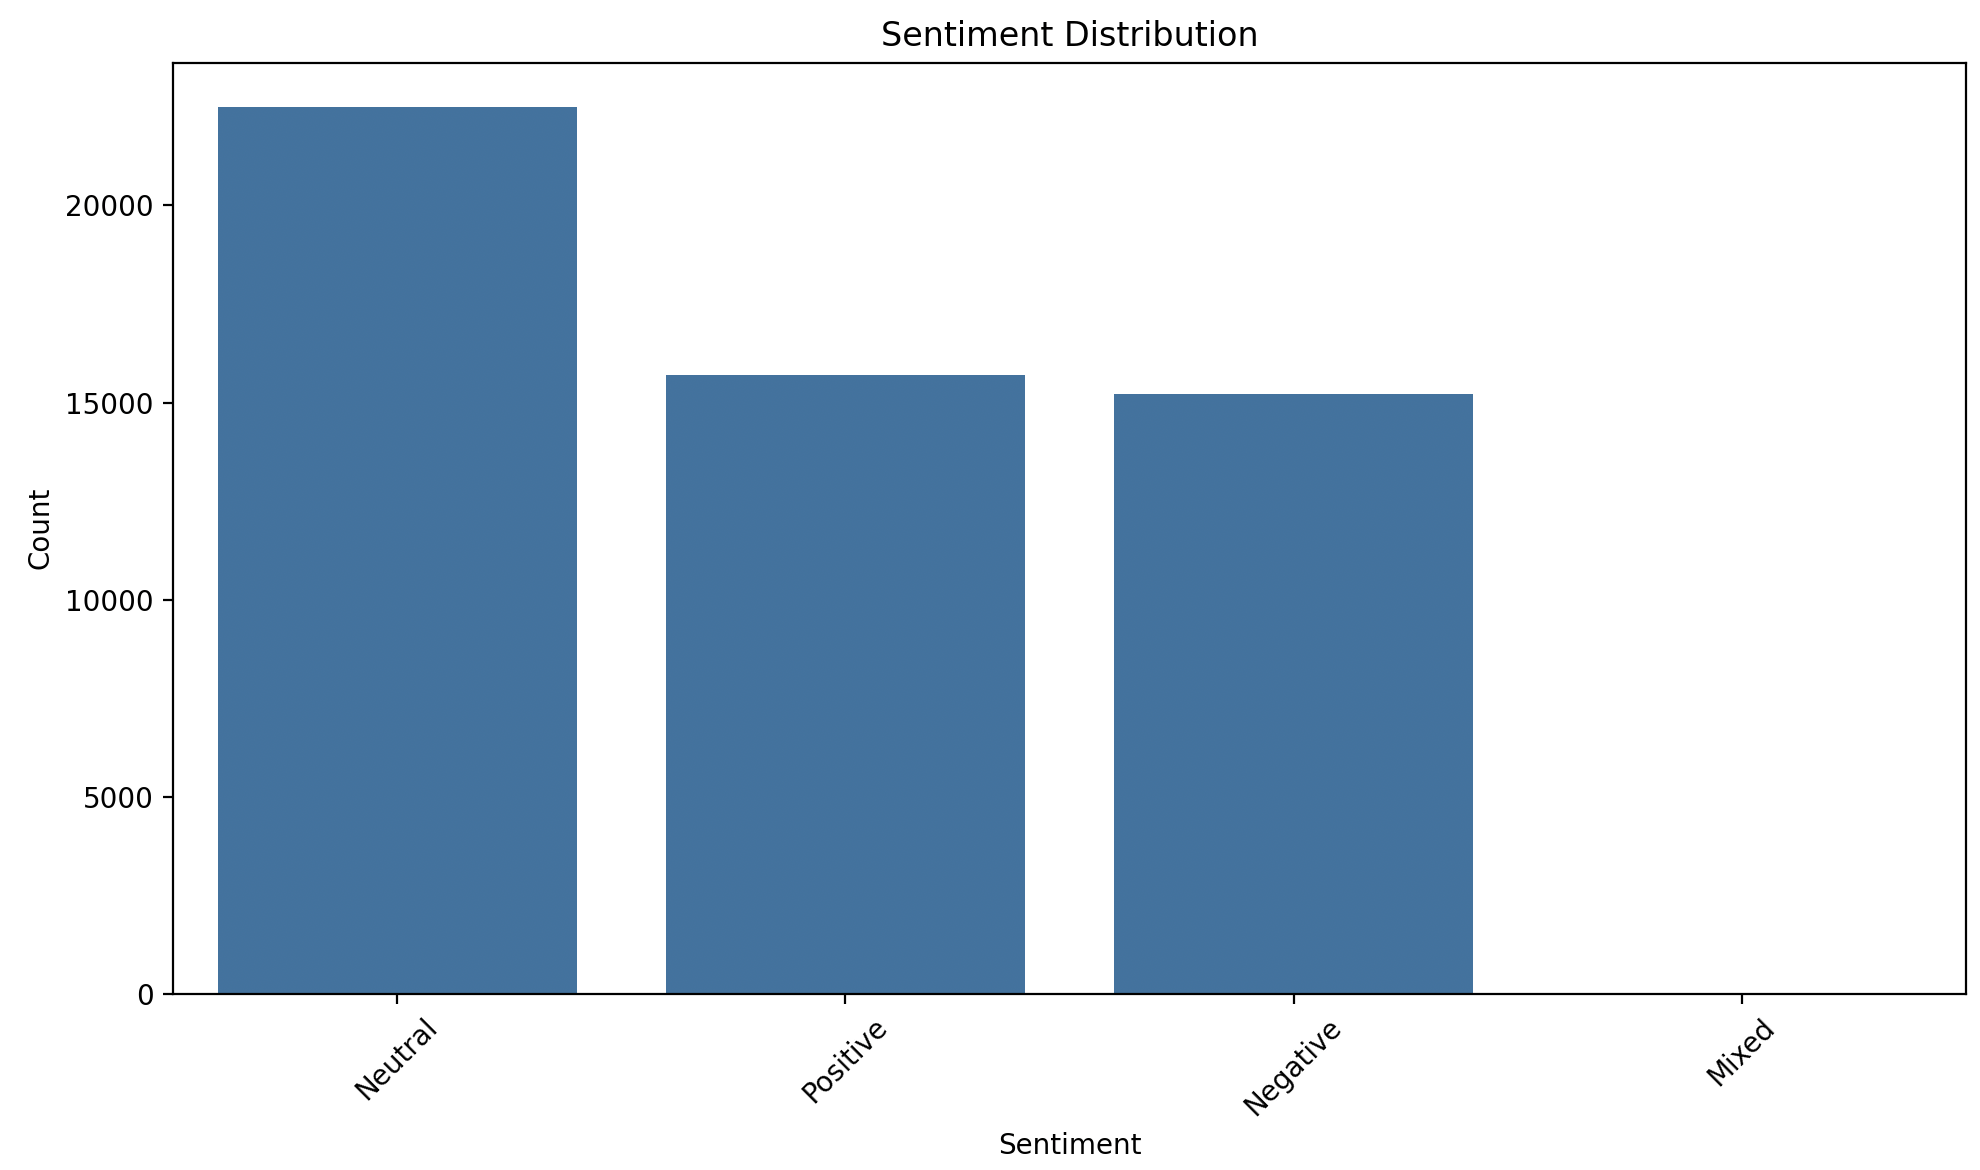 Sentiment Distribution
Count
20000
15000
10000
5000
0
Neutral
Positive
Negative
Mixed
Sentiment